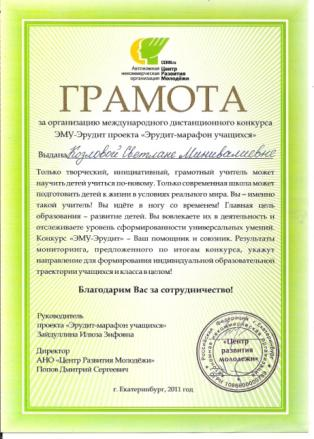 CERM.ru
Автономная
некоммерческая
организация
Центр
Развития
Молодёжи
ГРАМОТА
за организацию международного дистанционного конкурса
ЭМУ-Эрудит проекта «Эрудит-марафон учащихся»
Выдана Козловой Светлане Минивалиевне
Только творческий, инициативный, грамотный учитель может
научить детей учиться по-новому. Только современная школа может
подготовить детей к жизни в условиях реального мира. Вы – именно
такой учитель! Вы идёте в ногу со временем! Главная цель
образования – развитие детей. Вы вовлекаете их в деятельность и
отслеживаете уровень сформированности универсальных умений.
Конкурс «ЭМУ-Эрудит» – Ваш помощник и союзник. Результаты
мониторинга, предложенного по итогам конкурса, укажут
направление для формирования индивидуальной образовательной
траектории учащихся и класса в целом!
Благодарим Вас за сотрудничество!
Руководитель
проекта «Эрудит-марафон учащихся»
Зайдуллина Илюза Зифовна
Директор
АНО «Центр Развития Молодёжи»
Попов Дмитрий Сергеевич
«Центр
развития
молодежи»
г. Екатеринбург, 2011 год